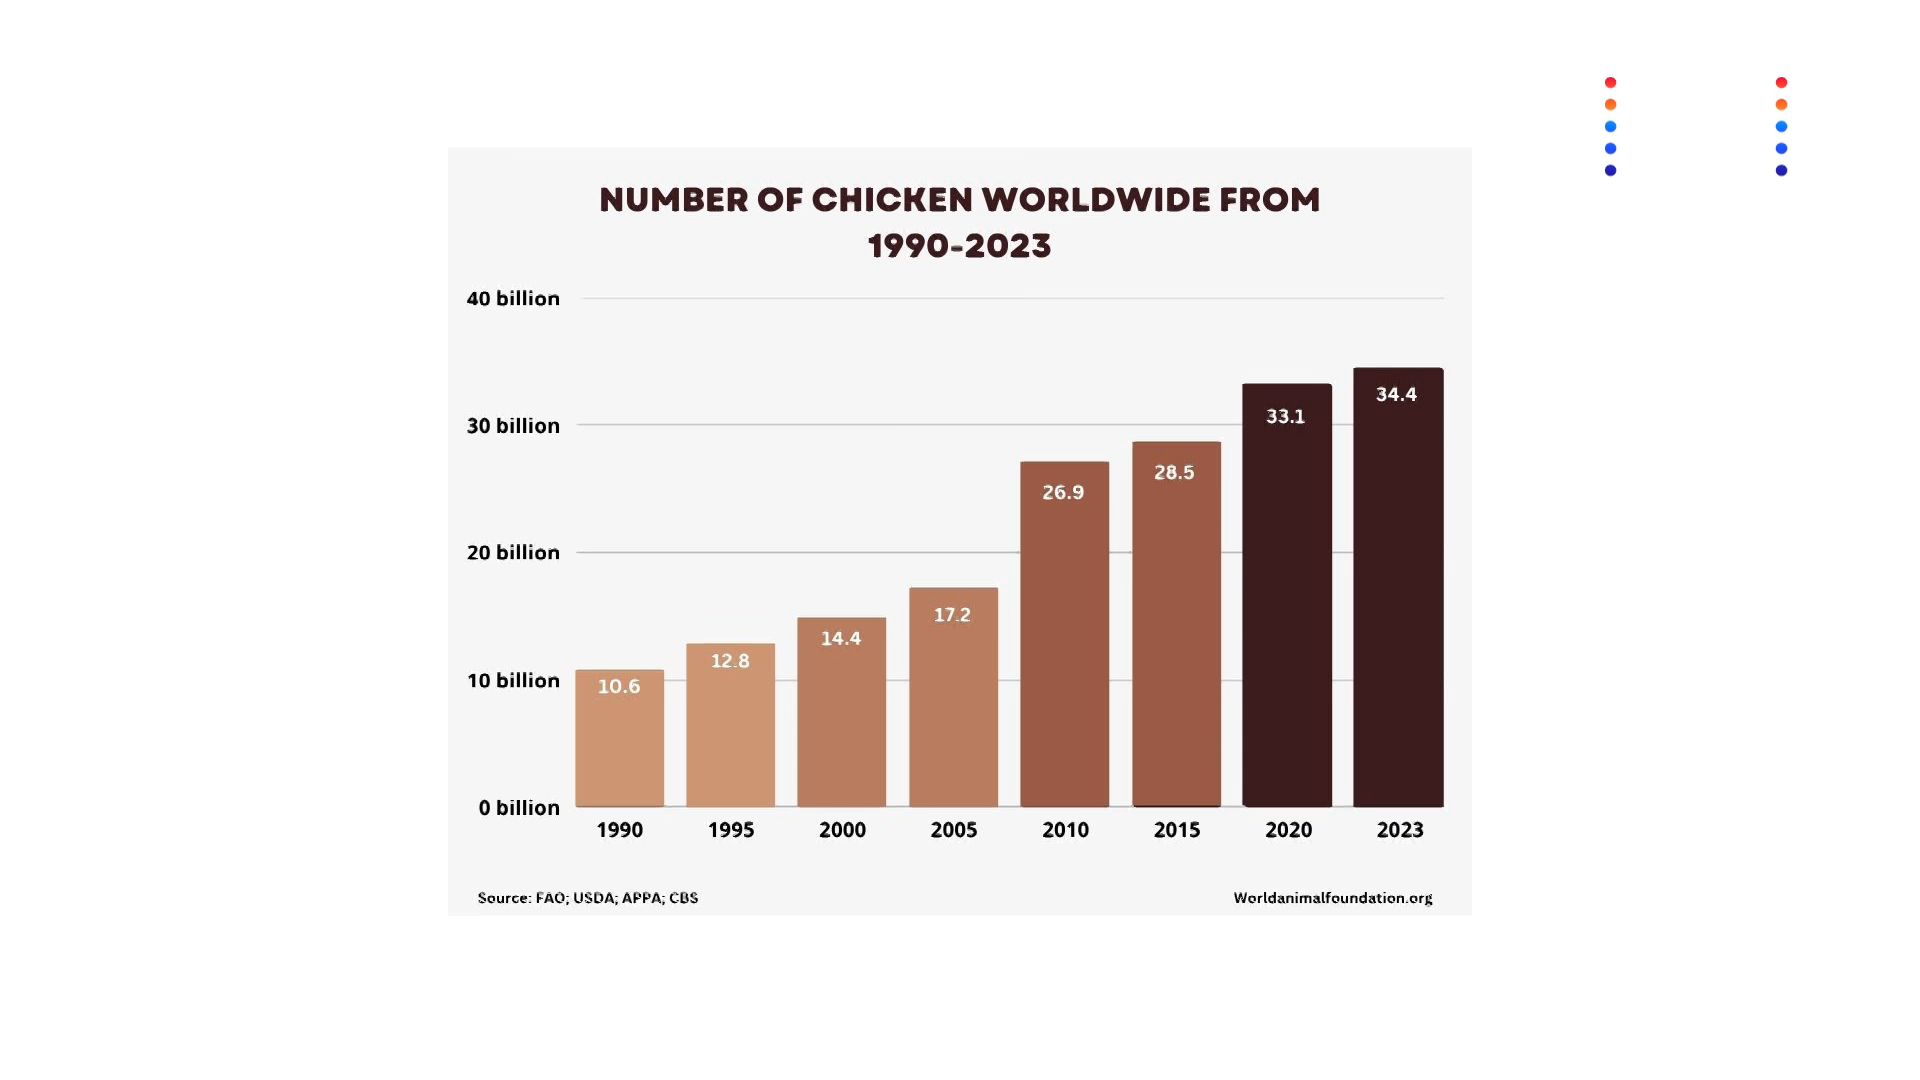 NUMBER OF CHICKEN WORLDWIDE FROM
1990-2023
40 billion
30 billion
20 billion
10 billion
0 billion
10.6
12.8
14.4
17.2
26.9
28.5
33.1
34.4
1990 1995 2000 2005 2010 2015 2020 2023
Source: FAO; USDA; APPA; CBS
Worldanimalfoundation.org